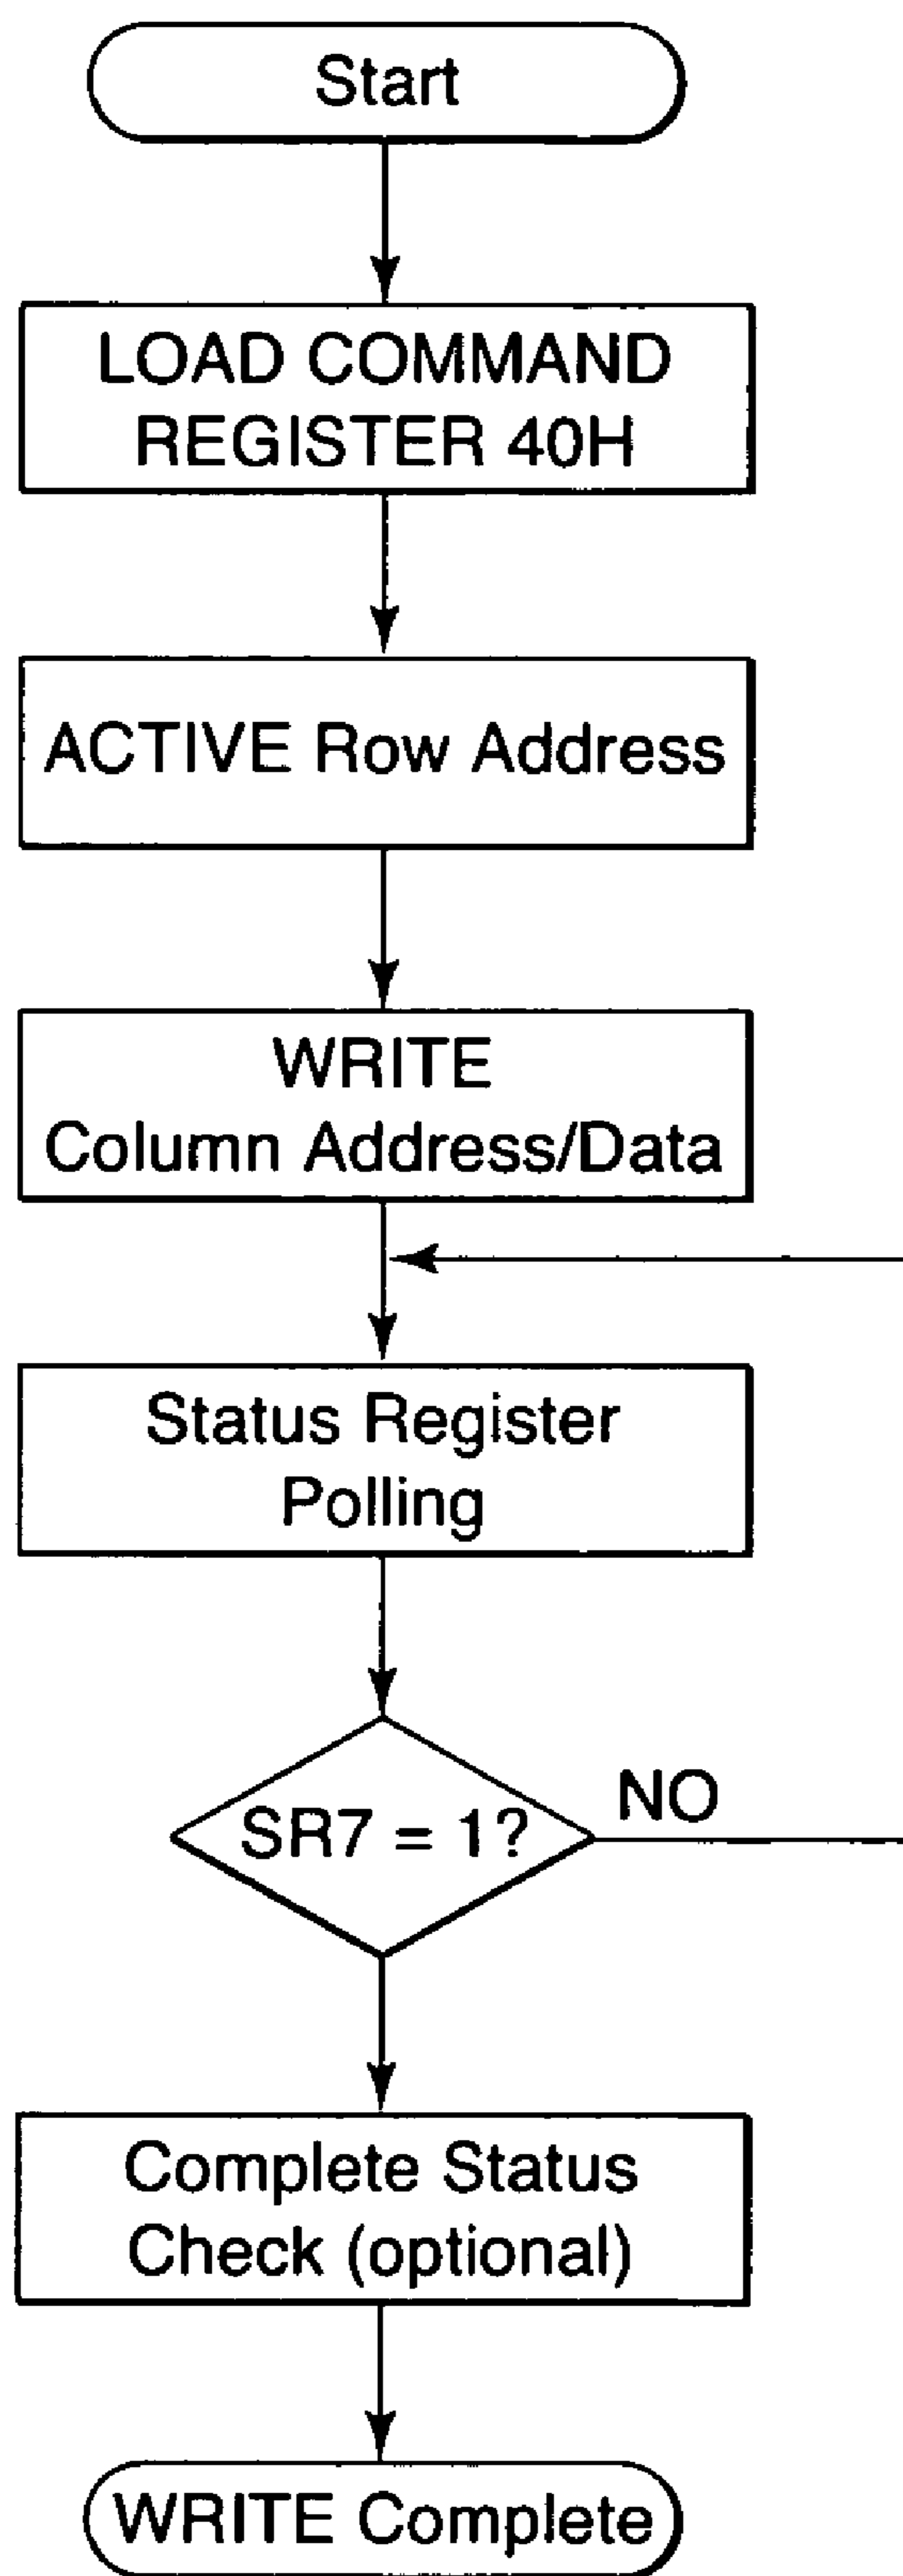 Start
LOAD COMMAND
REGISTER 40H
ACTIVE Row Address
WRITE
Column Address/Data
Status Register
Polling
SR7 = 1?
NO
Complete Status
Check (optional)
WRITE Complete